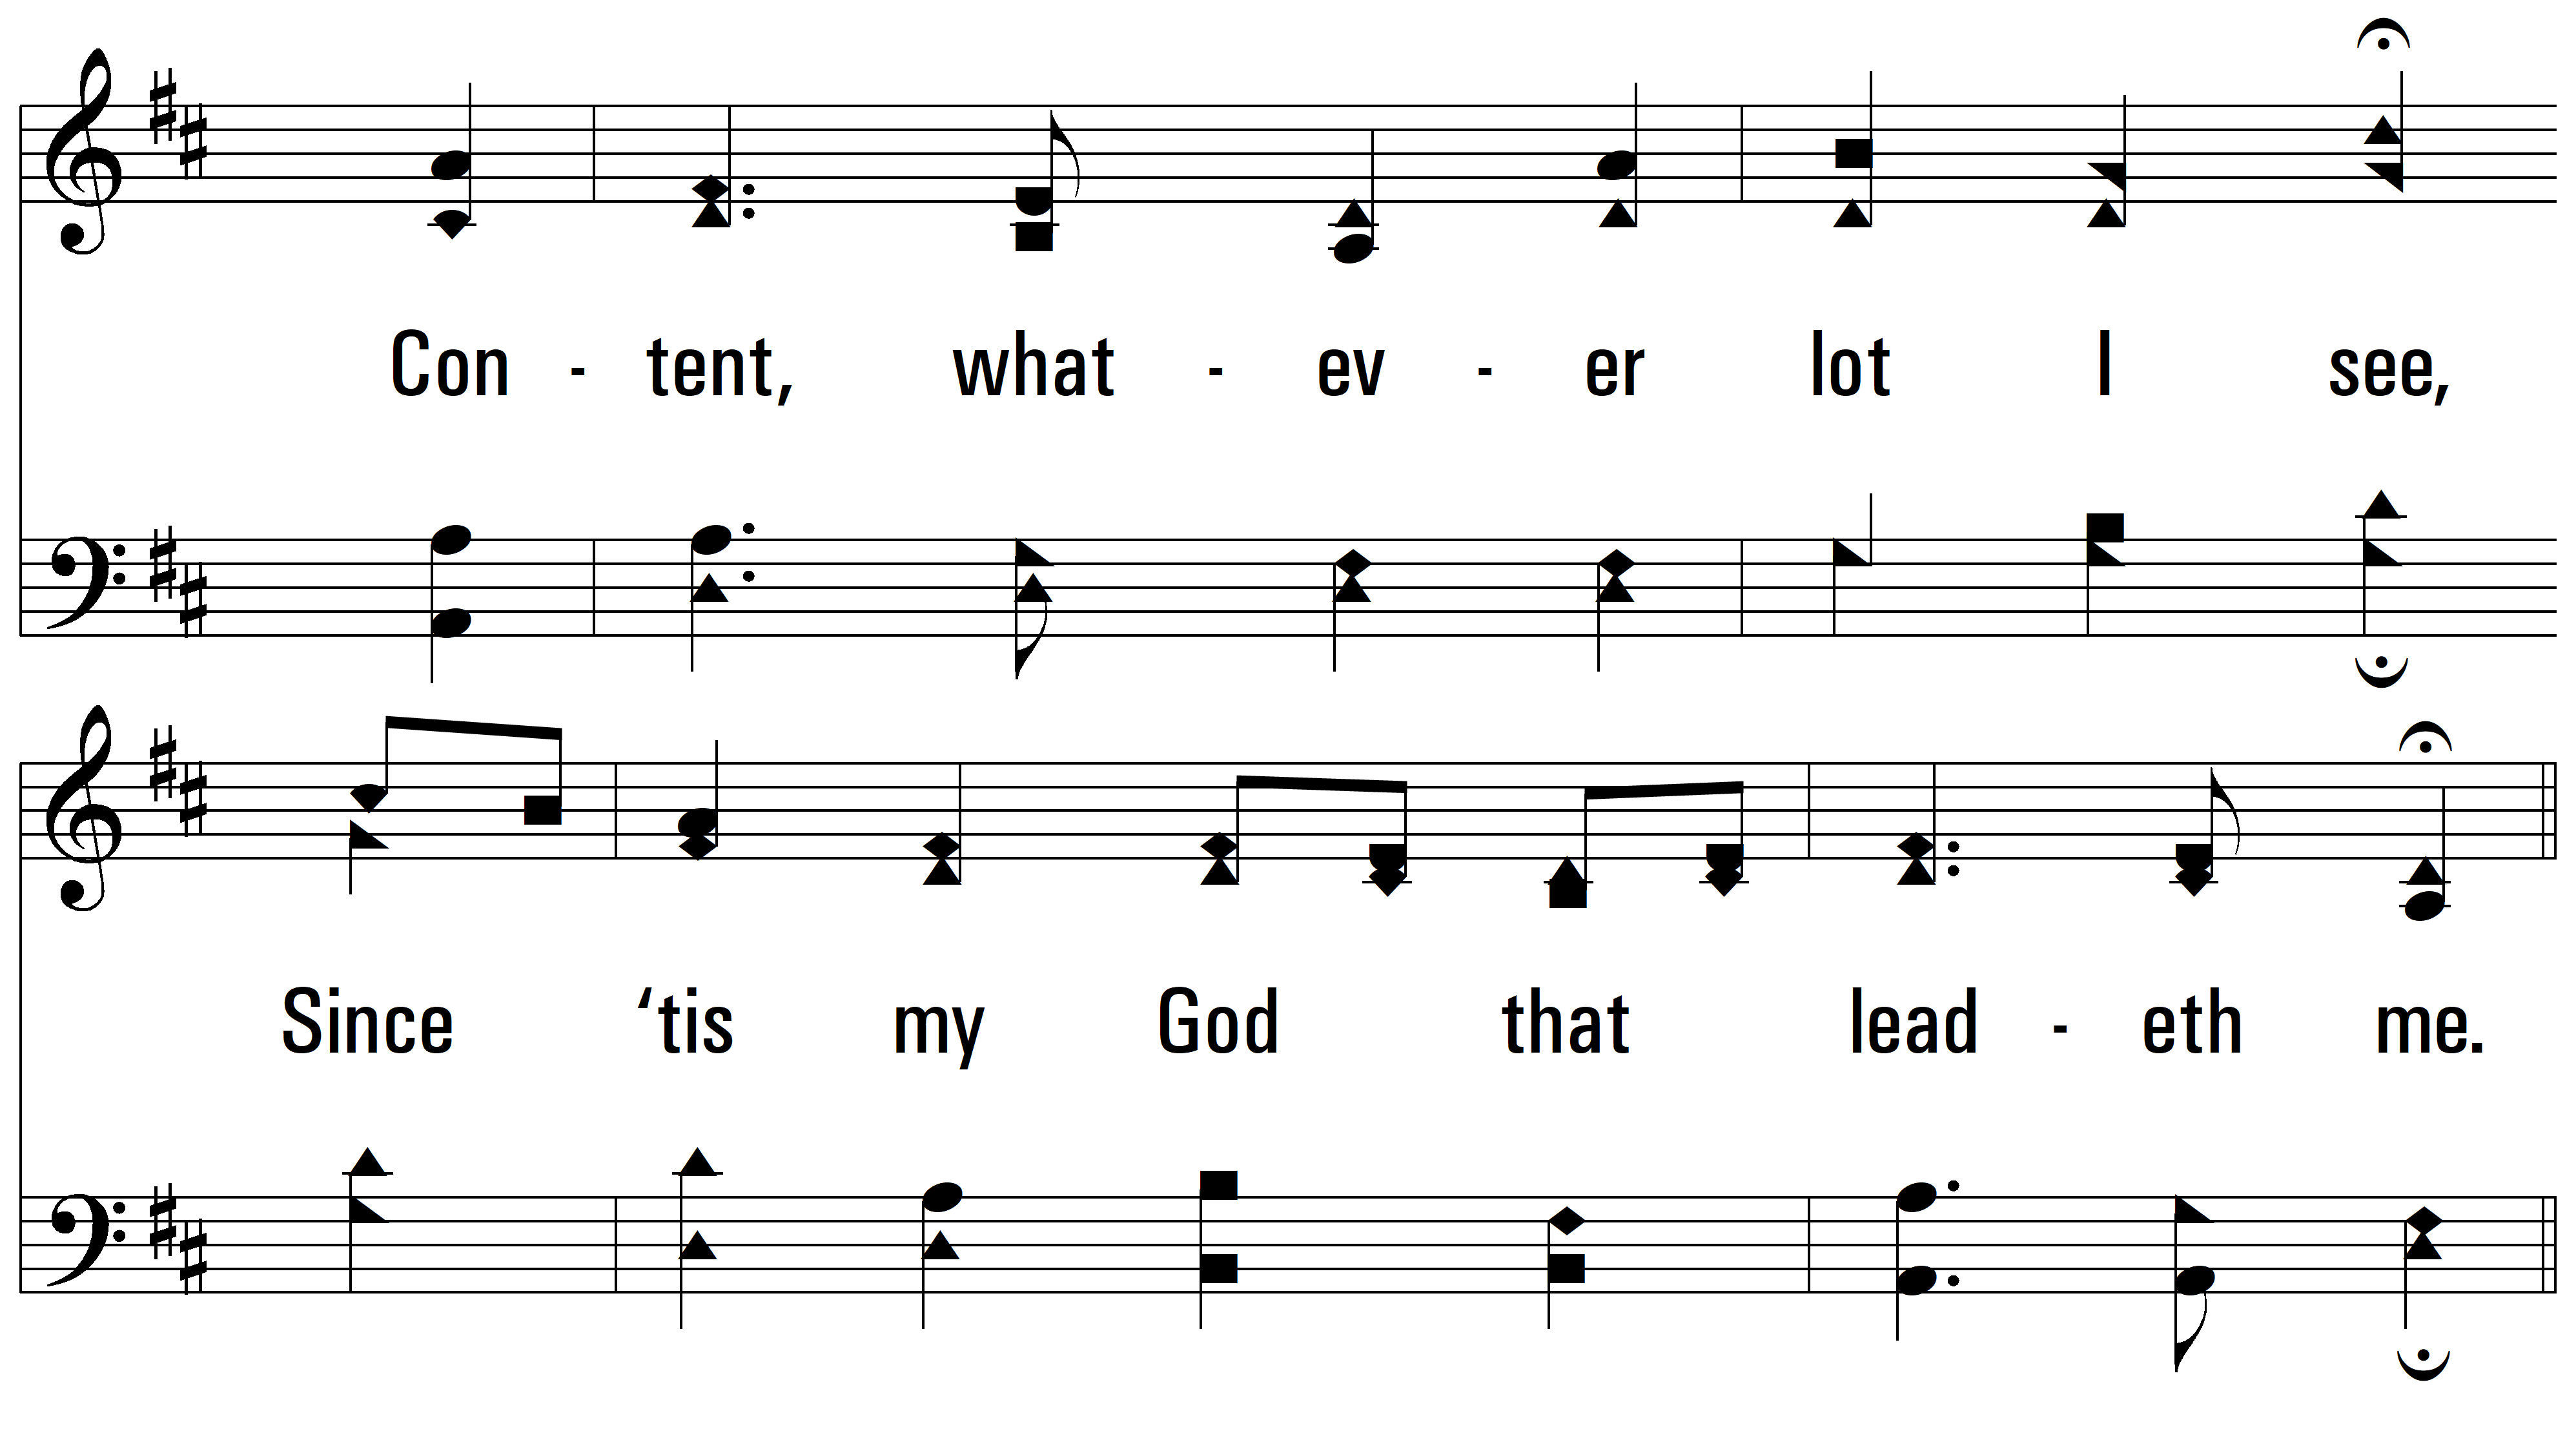 Con - tent, what - ev - er lot I see,
Since ‘tis my God that lead - eth me.